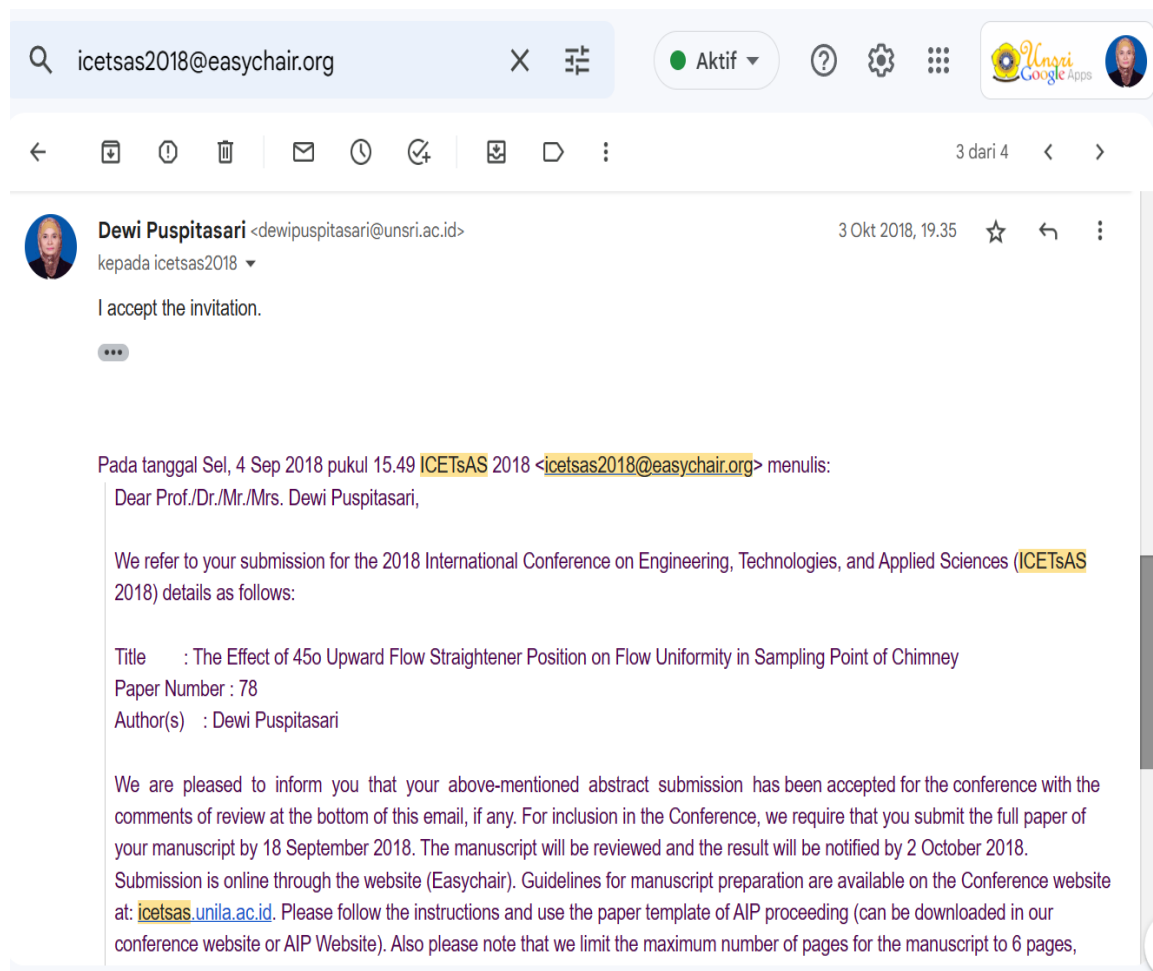 icetsas2018@easychair.org
Aktif
Unsri
Google Apps
3 dari 4
Dewi Puspitasari <dewipuspitasari@unsri.ac.id>
3 Okt 2018, 19.35
kepada icetsas2018
I accept the invitation.
Pada tanggal Sel, 4 Sep 2018 pukul 15.49 ICETsAS 2018 <icetsas2018@easychair.org> menulis:
Dear Prof./Dr./Mr./Mrs. Dewi Puspitasari,
We refer to your submission for the 2018 International Conference on Engineering, Technologies, and Applied Sciences (ICETsAS
2018) details as follows:
Title : The Effect of 45o Upward Flow Straightener Position on Flow Uniformity in Sampling Point of Chimney
Paper Number : 78
Author(s) : Dewi Puspitasari
We are pleased to inform you that your above-mentioned abstract submission has been accepted for the conference with the
comments of review at the bottom of this email, if any. For inclusion in the Conference, we require that you submit the full paper of
your manuscript by 18 September 2018. The manuscript will be reviewed and the result will be notified by 2 October 2018.
Submission is online through the website (Easychair). Guidelines for manuscript preparation are available on the Conference website
at: icetsas.unila.ac.id. Please follow the instructions and use the paper template of AIP proceeding (can be downloaded in our
conference website or AIP Website). Also please note that we limit the maximum number of pages for the manuscript to 6 pages,